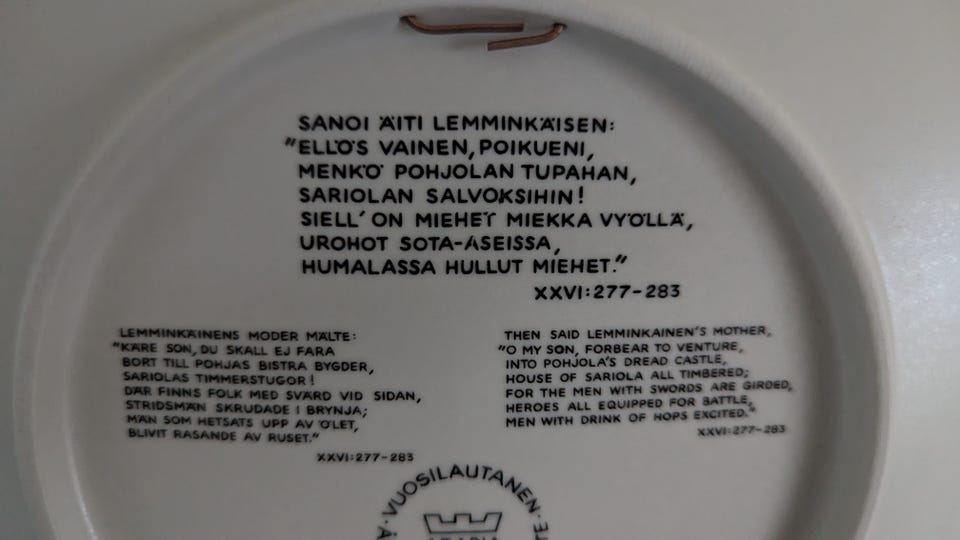 SANOI ÄITI LEMMINKÄISEN:
"ELLÖS VAINEN, POIKUENI,
MENKÖ POHJOLAN TUPAHAN,
SARIOLAN SALVOKSIHIN!
SIELL' ON MIEHET MIEKKA VYÖLLÄ,
UROHOT SOTA-ASEISSA,
HUMALASSA HULLUT MIEHET."
XXVI:277-283
LEMMINKÄINENS MODER MÄLTE:
"KÄRE SON, DU SKALL EJ FARA
BORT TILL POHJAS BISTRA BYGDER,
SARIOLAS TIMMERSTUGOR!
DÄR FINNS FOLK MED SVÄRD VID SIDAN,
STRIDSMÄN SKRUDADE I BRYNJA;
MÄN SOM HETSATS UPP AV ÖLET,
BLIVIT RASANDE AV RUSET."
XXVI:277-283
THEN SAID LEMMINKAINEN'S MOTHER,
"O MY SON, FORBEAR TO VENTURE,
INTO POHJOLA'S DREAD CASTLE,
HOUSE OF SARIOLA ALL TIMBERED;
FOR THE MEN WITH SWORDS ARE GIRDED,
HEROES ALL EQUIPPED FOR BATTLE,
MEN WITH DRINK OF HOPS EXCITED."
XXVI:277-283
VUOSILAUTANEN